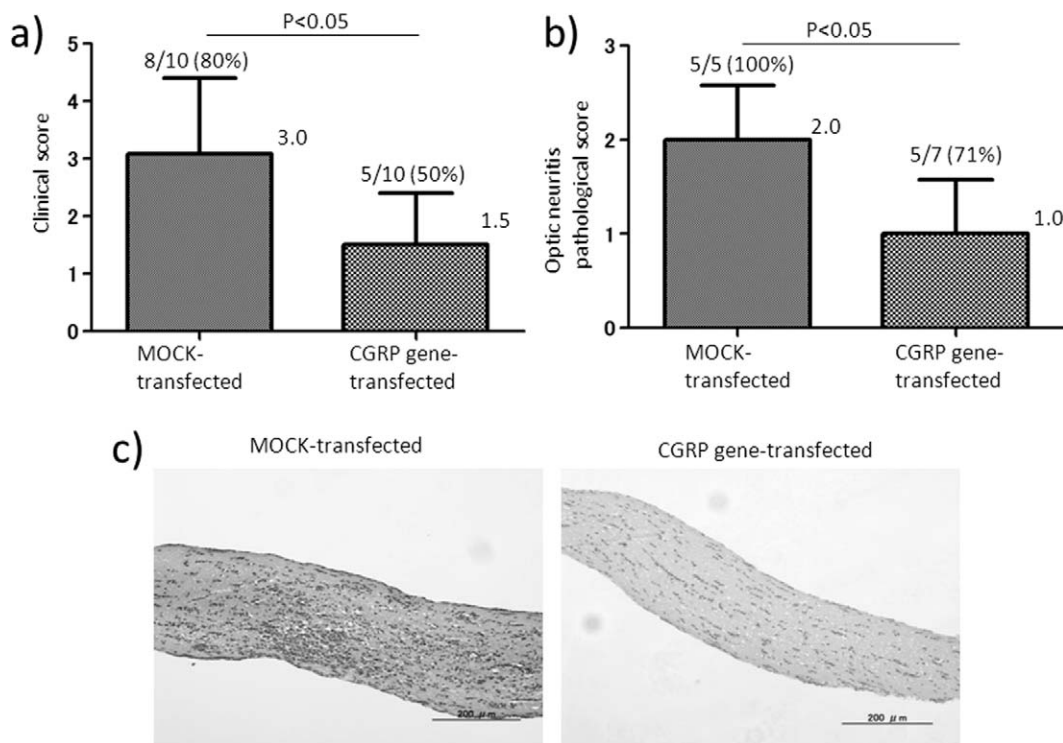 a)
P<0.05
5
4
3
2
1
0
Clinical score
8/10 (80%)
3.0
5/10 (50%)
1.5
MOCK-
transfected
CGRP gene-
transfected
b)
P<0.05
3
2
1
0
Optic neuritis
pathological score
5/5 (100%)
2.0
5/7 (71%)
1.0
MOCK-
transfected
CGRP gene-
transfected
c)
MOCK-transfected
200 μm
CGRP gene-transfected
200 μm